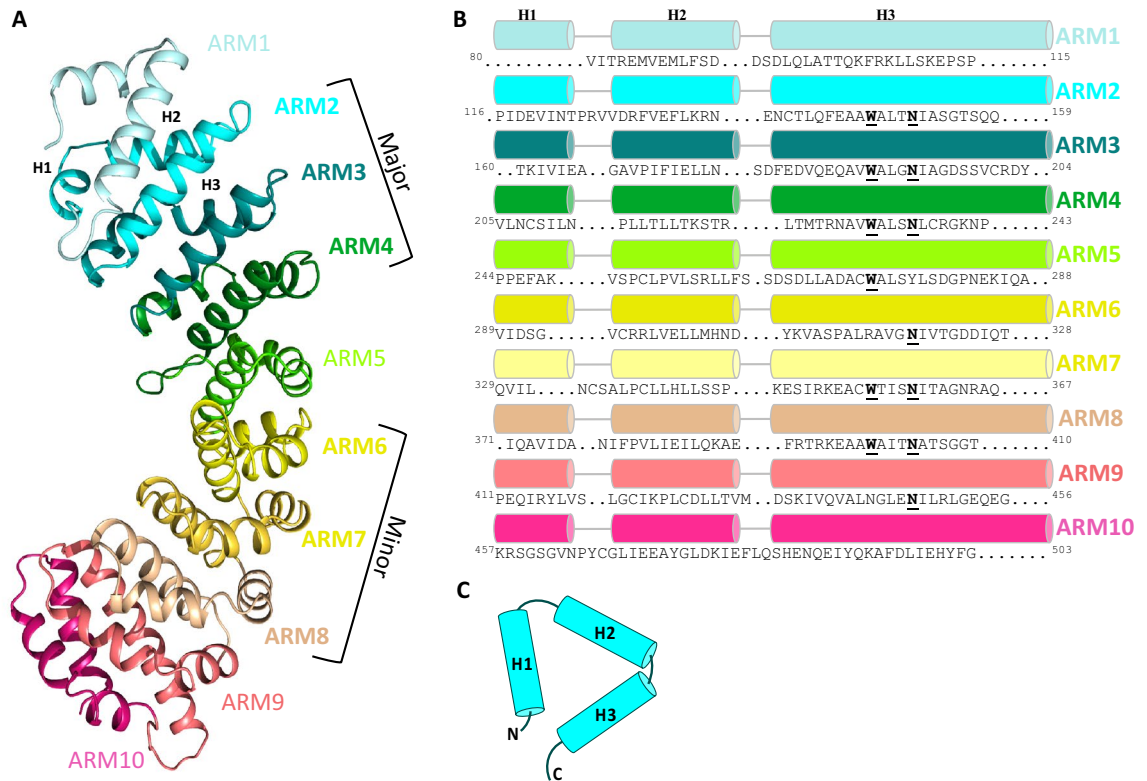 A
ARM1
H2
ARM2
H1
Major
ARM3
H3
ARM4
ARM5
ARM6
ARM7
Minor
ARM8
ARM9
ARM10
B
H1 H2 H3
ARM1
80 ..........VITREMVEMLFSD..DSDLQLATTQKFRKLLSKEPSP....... 115
ARM2
116 PIDEVINTPRVVDRFVEFLKRN...ENCTLQFEAAWALTNIASGTSQQ.... 159
ARM3
160 ..TKIVIEA..GAVPIFIELLN..SDFEDVQEQAVWALGNIAGDSSVCRDY. 204
ARM4
205 VLNCSILN....PLLTLLTKSTR.....LTMTRNAVWALSNLCRGKNP.... 243
ARM5
244 PPEFAK.....VSPCLPVLSRLLFS.SDSDLLADACWALSYLSDGPNEKIQA. 288
ARM6
289 VIDSG......VCRRLVELLMHND....YKVASPALRAVGNIVTGDDIQT... 328
ARM7
329 QVIL....NCSALPCLLHLLSSP....KESIRKEACWTISNITAGNRAQ... 367
ARM8
371 .IQAVIDA..NIFPVLIEILQKAE....FRTRKEAAWAITNATSGGT..... 410
ARM9
411 PEQIRYLVS..LGCIKPLCDLLTVM..DSKIVQVALNGLENILRLGEQEG.... 456
ARM10
457 KRSGSGVNPYCGLIEEAYGLDKIEFLQSHENQEIYQKAFDLIEHYFG....... 503
C
H1
H2
H3
N
C